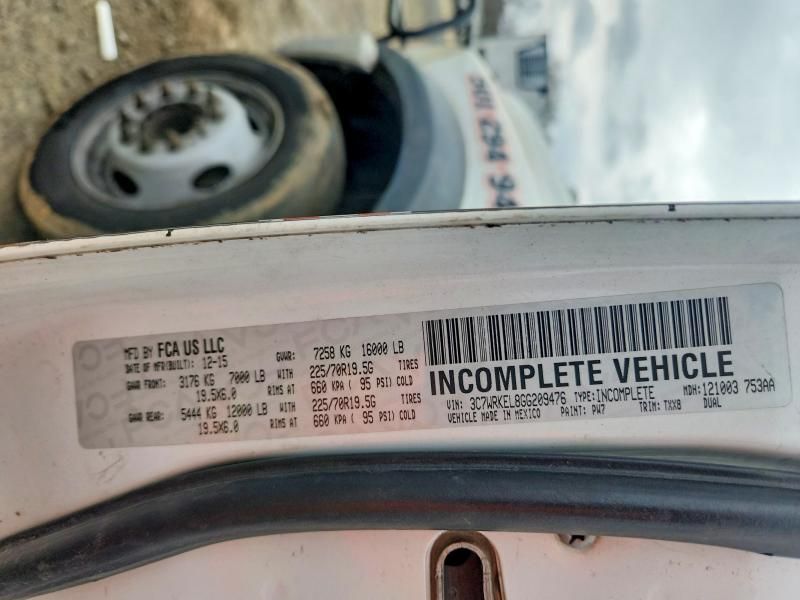 MFD BY FCA US LLC
DATE OF MFR(BUILT): 12-15 GVWR: 7258 KG 16000 LB
GAWR FRONT: 3176 KG 7000 LB WITH 225/70R19.5G TIRES
19.5X6.0 RIMS AT 660 KPA ( 95 PSI) COLD
GAWR REAR: 5444 KG 12000 LB WITH 225/70R19.5G TIRES
19.5X6.0 RIMS AT 660 KPA ( 95 PSI) COLD
INCOMPLETE VEHICLE
VIN: 3C7WRKEL8GG209476 TYPE: INCOMPLETE MDH: 121003 753AA
VEHICLE MADE IN MEXICO PAINT: PW7 TRIM: TXX8 DUAL
294 94